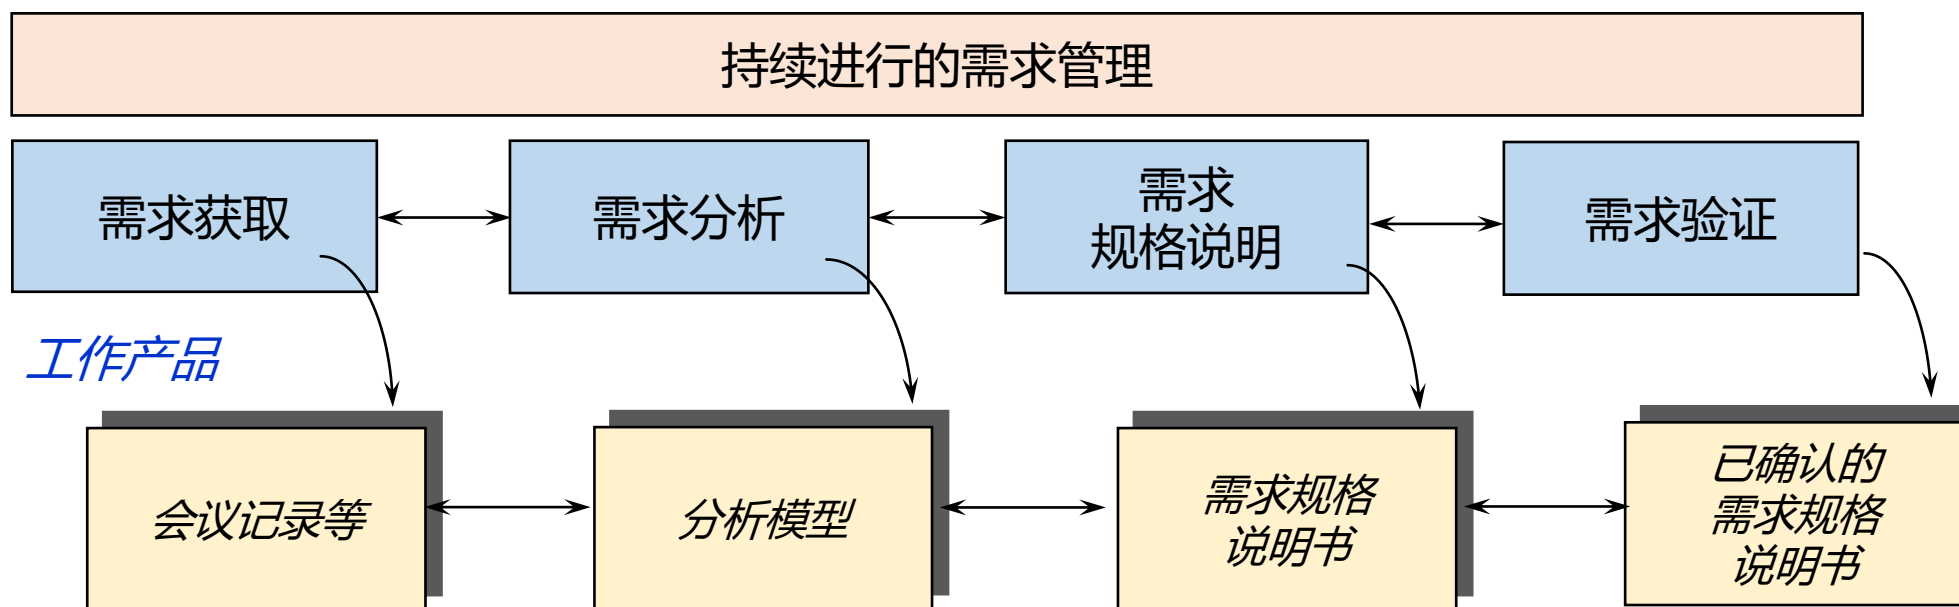 持续进行的需求管理
需求获取
需求分析
需求
规格说明
需求验证
工作产品
会议记录等
分析模型
需求规格
说明书
已确认的
需求规格
说明书